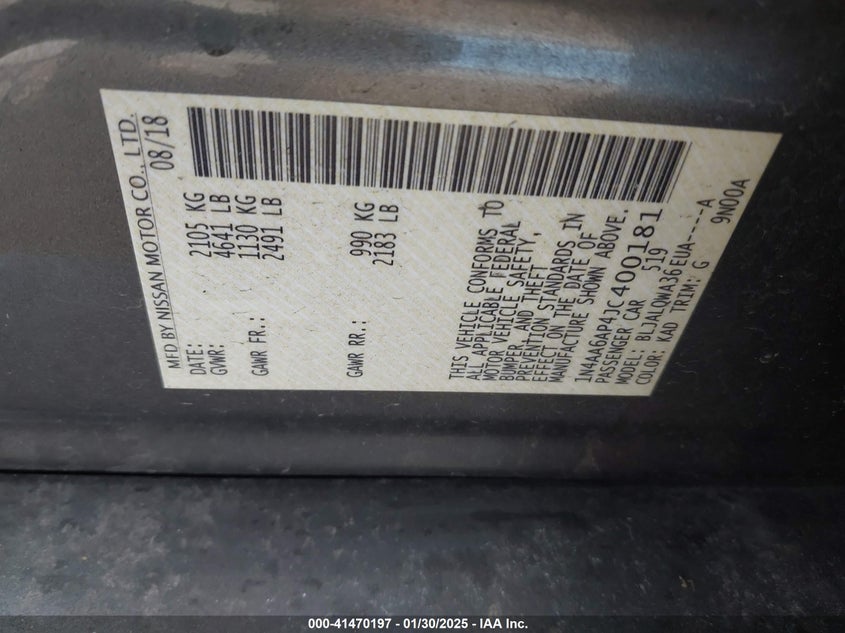 MFD BY NISSAN MOTOR CO., LTD.
DATE: 08/18
GVWR: 2105 KG
4641 LB
GAWR FR.: 1130 KG
2491 LB
GAWR RR.: 990 KG
2183 LB
THIS VEHICLE CONFORMS TO
ALL APPLICABLE FEDERAL
MOTOR VEHICLE SAFETY,
BUMPER AND THEFT
PREVENTION STANDARDS IN
EFFECT ON THE DATE OF
MANUFACTURE SHOWN ABOVE.
1N4AA6AP4JC400181
PASSENGER CAR 519
MODEL: BLJALQWA36EUA----A
COLOR: KAD TRIM: G 9N00A
000-41470197 - 01/30/2025 - IAA Inc.